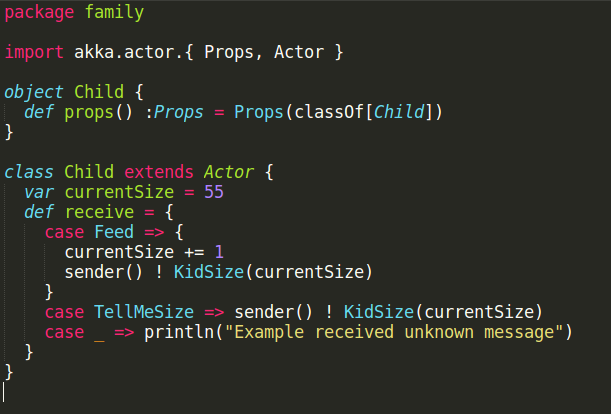 package family
import akka.actor.{ Props, Actor }
object Child {
  def props() :Props = Props(classOf[Child])
}
class Child extends Actor {
  var currentSize = 55
  def receive = {
    case Feed => {
      currentSize += 1
      sender() ! KidSize(currentSize)
    }
    case TellMeSize => sender() ! KidSize(currentSize)
    case _ => println("Example received unknown message")
  }
}